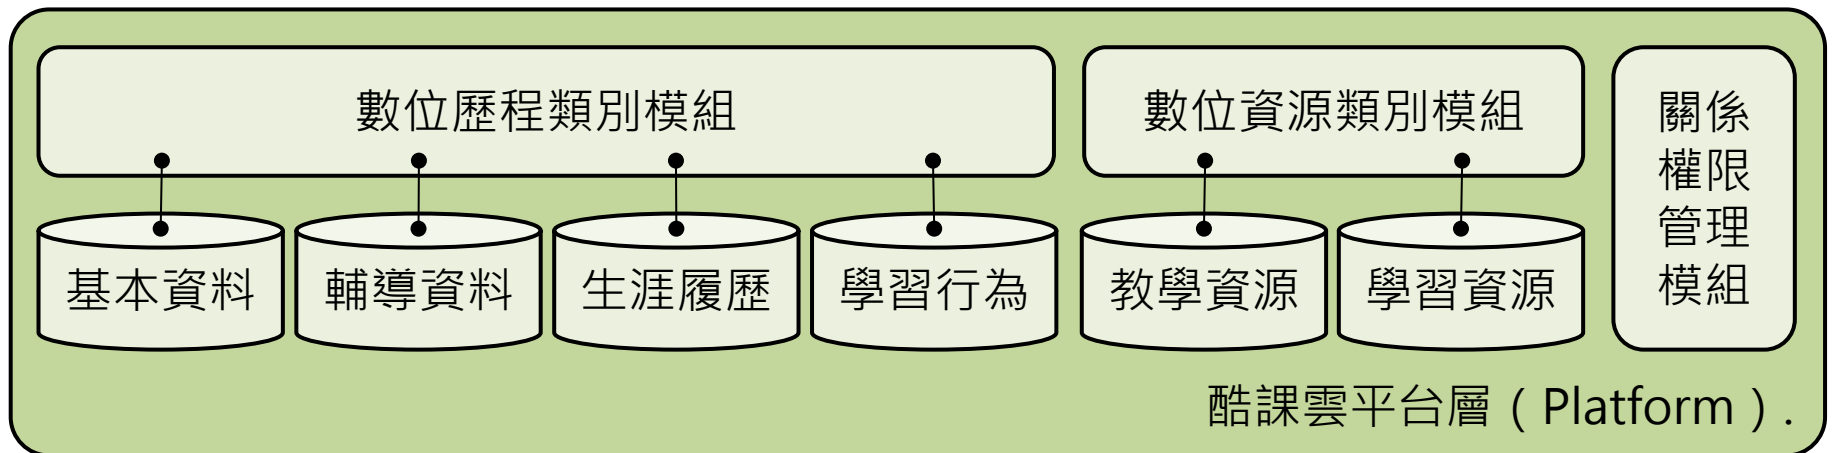 數位歷程類別模組
數位資源類別模組
關係
權限
管理
模組
基本資料
輔導資料
生涯履歷
學習行為
教學資源
學習資源
酷課雲平台層（Platform）.